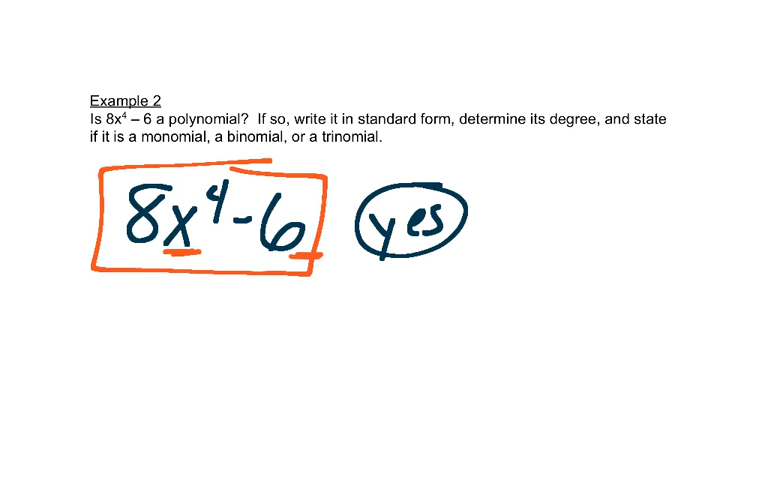 Example 2
Is 8x⁴ – 6 a polynomial? If so, write it in standard form, determine its degree, and state
if it is a monomial, a binomial, or a trinomial.
8x⁴-6 yes